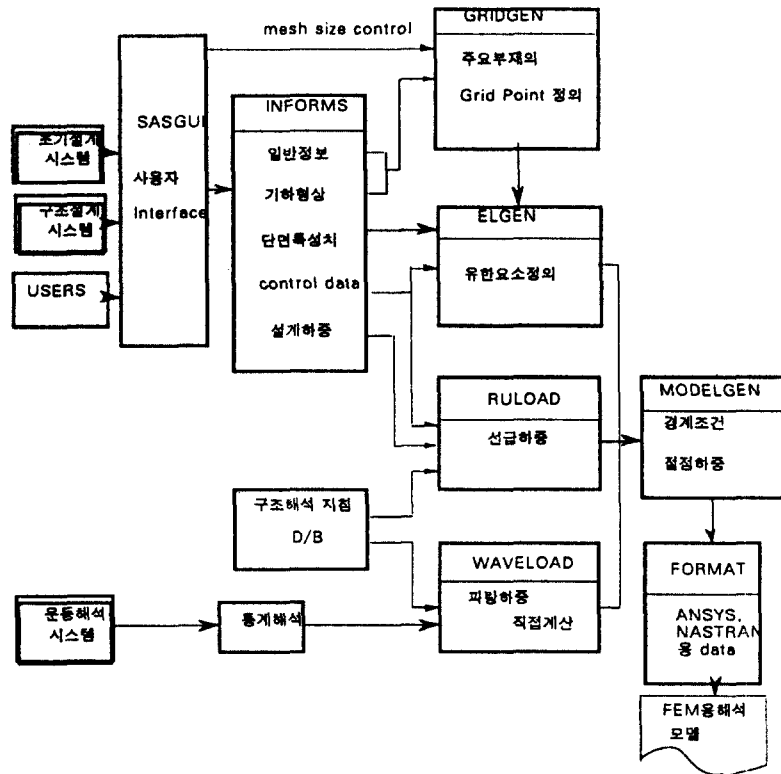 mesh size control
GRIDGEN
주요부재의
Grid Point 정의
SASGUI
사용자
Interface
초기설계
시스템
구조설계
시스템
USERS
INFORMS
일반정보
기하형상
단면특성치
control data
설계하중
ELGEN
유한요소정의
RULOAD
선급하중
MODELGEN
경계조건
절점하중
구조해석 지침
D/B
WAVELOAD
파랑하중
직접계산
FORMAT
ANSYS,
NASTRAN
용 data
운동해석
시스템
통계해석
FEM용해석
모델